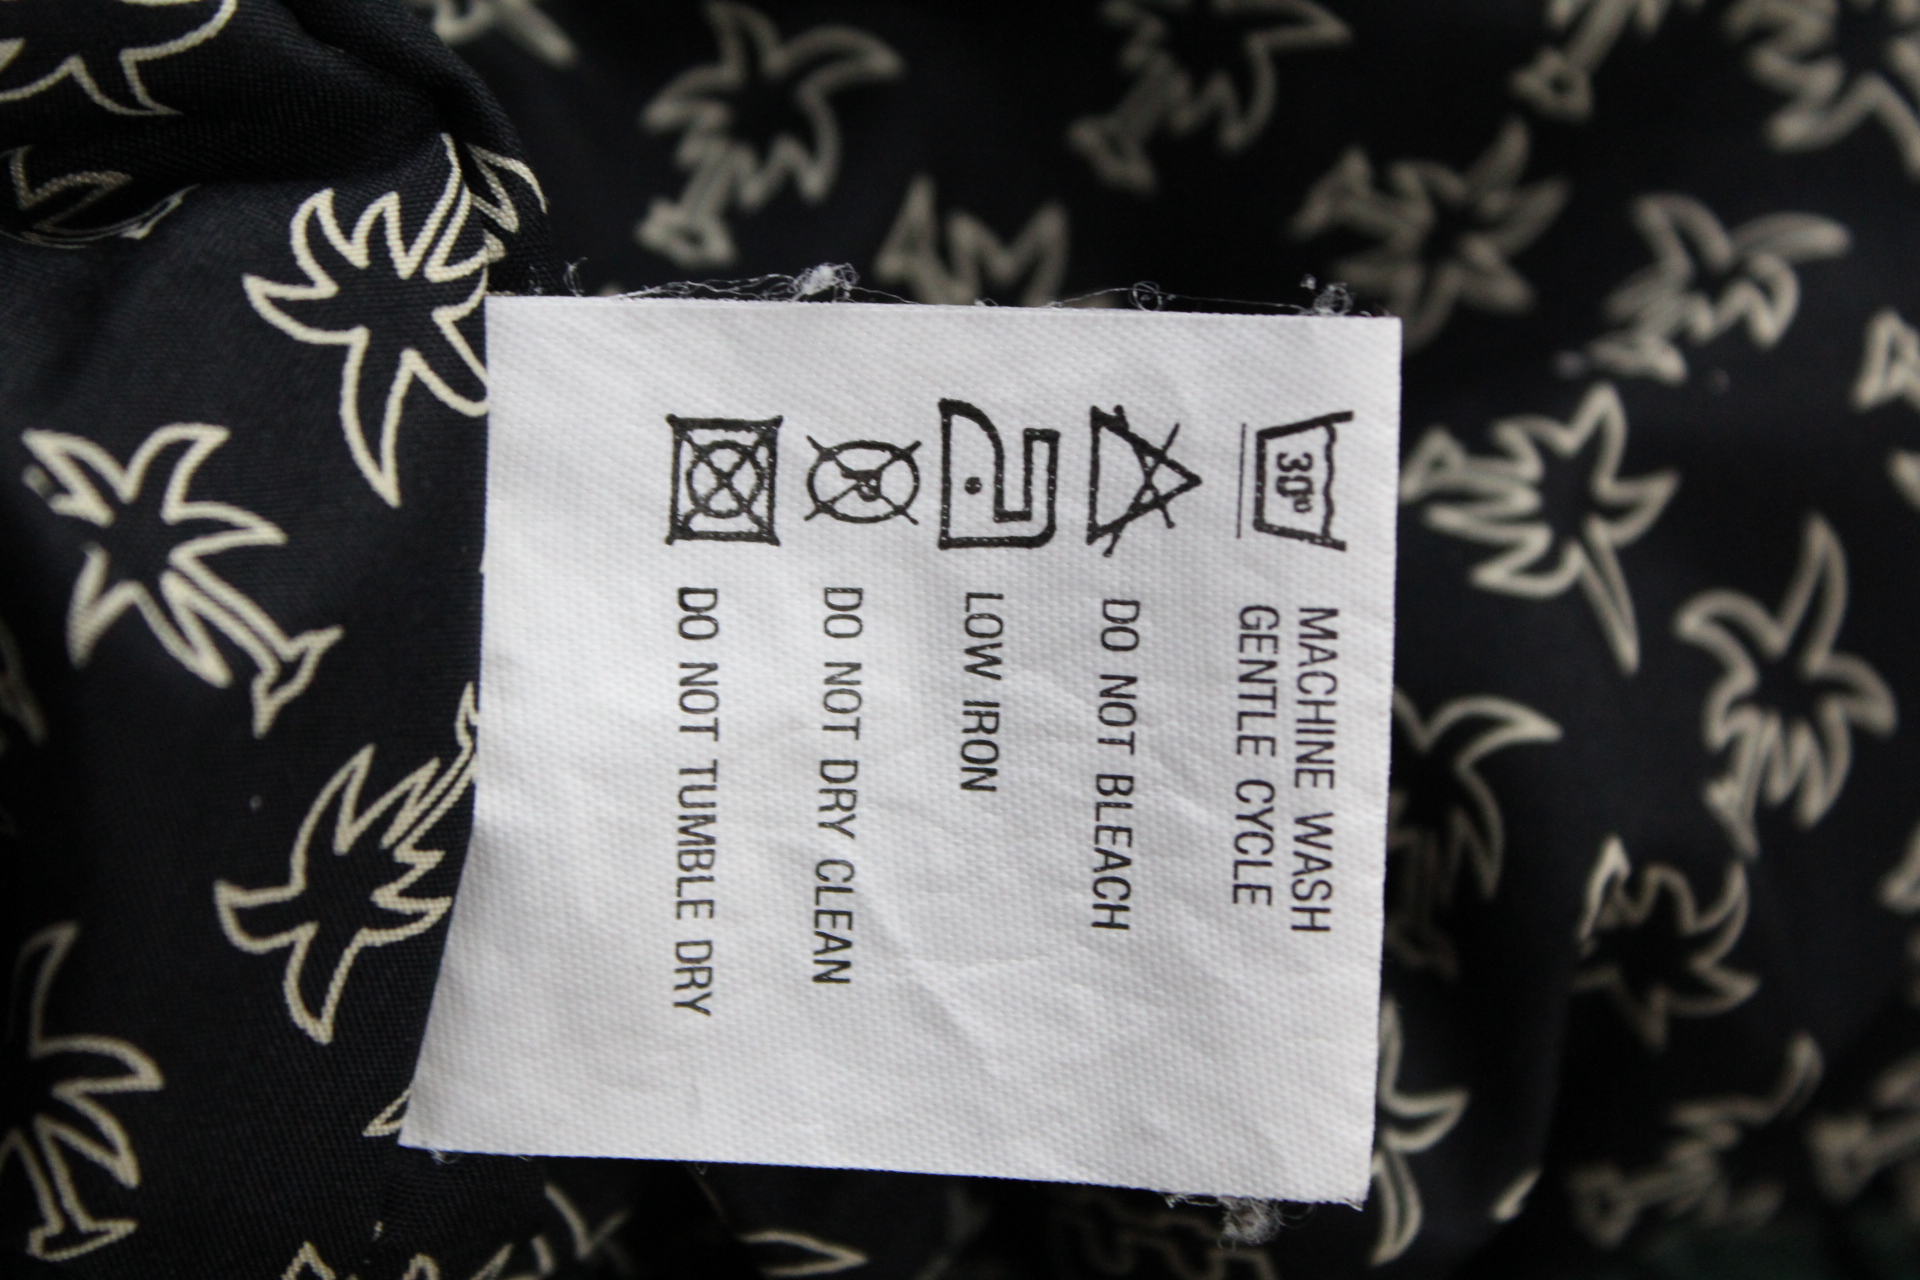 30°
MACHINE WASH
GENTLE CYCLE
DO NOT BLEACH
LOW IRON
P
DO NOT DRY CLEAN
DO NOT TUMBLE DRY